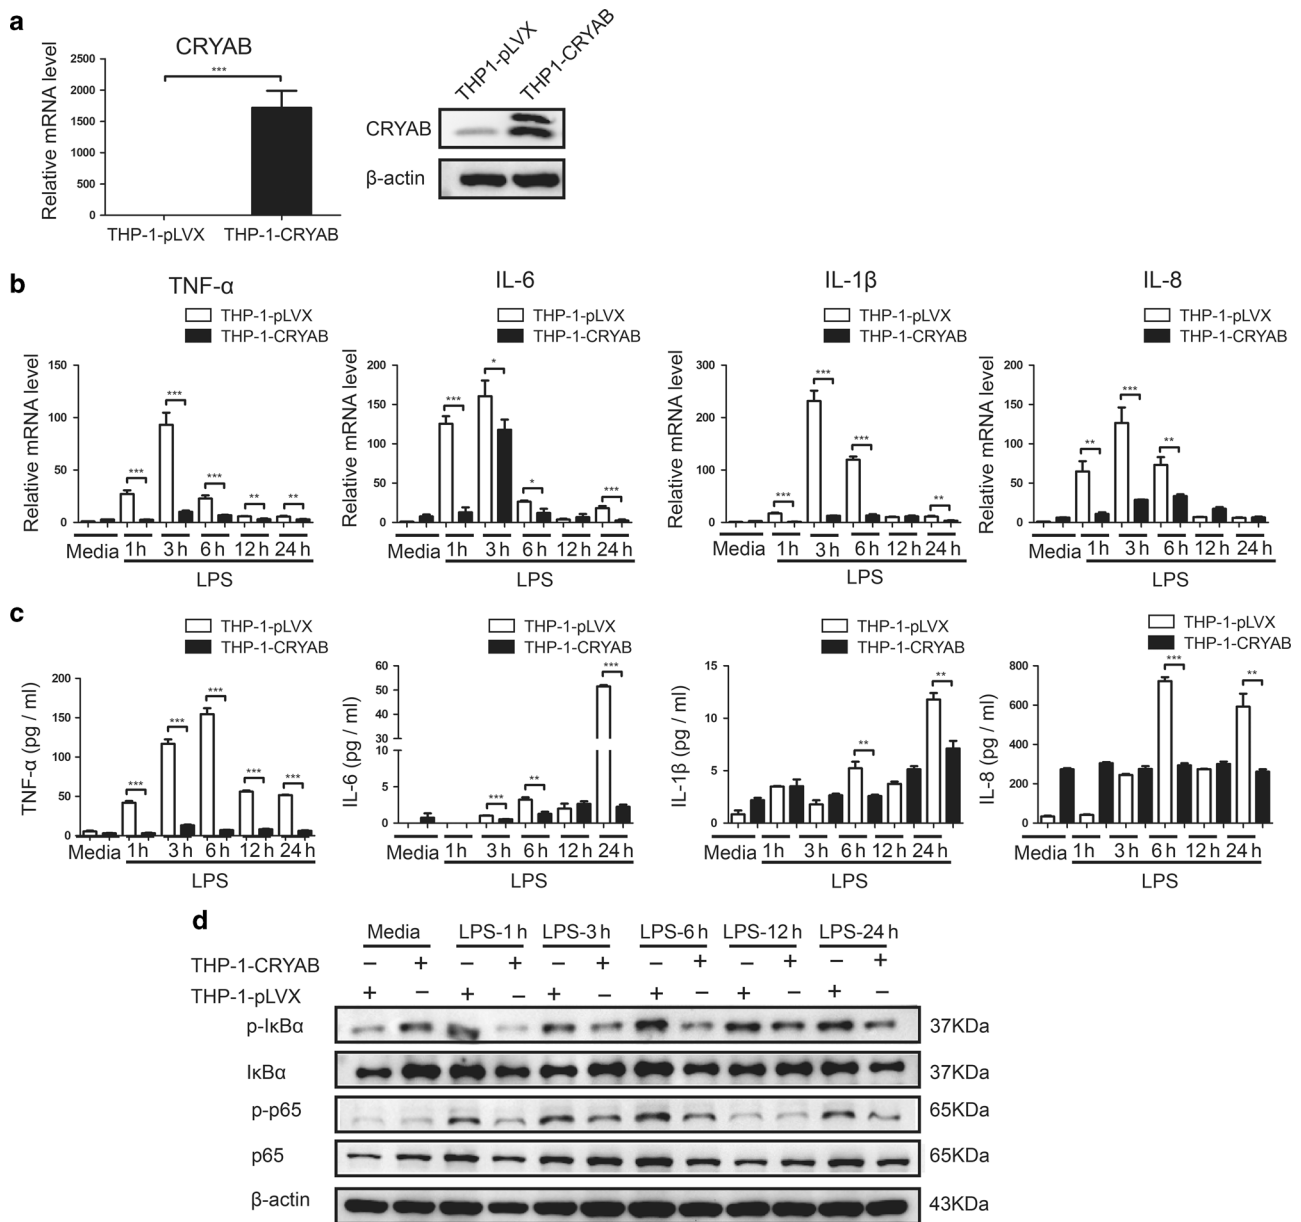 a
CRYAB
Relative mRNA level
2500
2000
1500
1000
500
0
***
THP-1-pLVX THP-1-CRYAB
THP1-pLVX
THP1-CRYAB
CRYAB
β-actin
b
TNF-α
THP-1-pLVX
THP-1-CRYAB
Relative mRNA level
150
100
50
0
*** *** *** ** **
Media 1h 3h 6h 12h 24h
LPS
IL-6
THP-1-pLVX
THP-1-CRYAB
Relative mRNA level
200
150
100
50
0
*** * * ***
Media 1h 3h 6h 12h 24h
LPS
IL-1β
THP-1-pLVX
THP-1-CRYAB
Relative mRNA level
300
200
100
0
*** *** *** **
Media 1h 3h 6h 12h 24h
LPS
IL-8
THP-1-pLVX
THP-1-CRYAB
Relative mRNA level
200
150
100
50
0
** *** **
Media 1h 3h 6h 12h 24h
LPS
c
THP-1-pLVX
THP-1-CRYAB
TNF-α (pg / ml)
200
150
100
50
0
*** *** *** *** ***
Media 1h 3h 6h 12h 24h
LPS
THP-1-pLVX
THP-1-CRYAB
IL-6 (pg / ml)
60
50
40
30
10
5
0
*** ** ***
Media 1h 3h 6h 12h 24h
LPS
THP-1-pLVX
THP-1-CRYAB
IL-1β (pg / ml)
15
10
5
0
** **
Media 1h 3h 6h 12h 24h
LPS
THP-1-pLVX
THP-1-CRYAB
IL-8 (pg / ml)
800
600
400
200
0
*** **
Media 1h 3h 6h 12h 24h
LPS
d
Media LPS-1h LPS-3h LPS-6h LPS-12h LPS-24h
THP-1-CRYAB − + − + − + − + − + − +
THP-1-pLVX + − + − + − + − + − + −
p-IκBα 37KDa
IκBα 37KDa
p-p65 65KDa
p65 65KDa
β-actin 43KDa